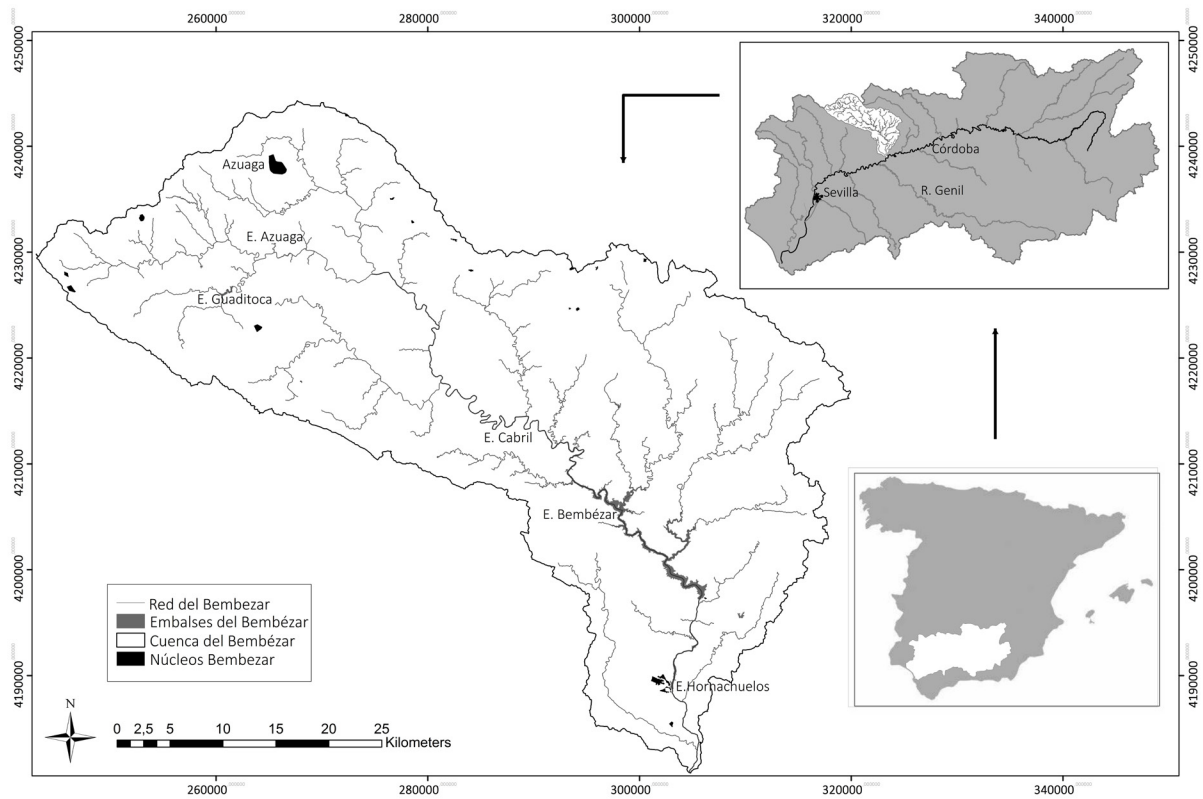 260000
280000
300000
320000
340000
4250000
4250000
Azuaga
4240000
4240000
Córdoba
Sevilla
R. Genil
E. Azuaga
4230000
4230000
E. Guaditoca
4220000
4220000
E. Cabril
4210000
4210000
E. Bembézar
4200000
4200000
Red del Bembezar
Embalses del Bembézar
Cuenca del Bembézar
Núcleos Bembezar
4190000
4190000
E.Hornachuelos
N
0 2,5 5 10 15 20 25
Kilometers
260000
280000
300000
320000
340000